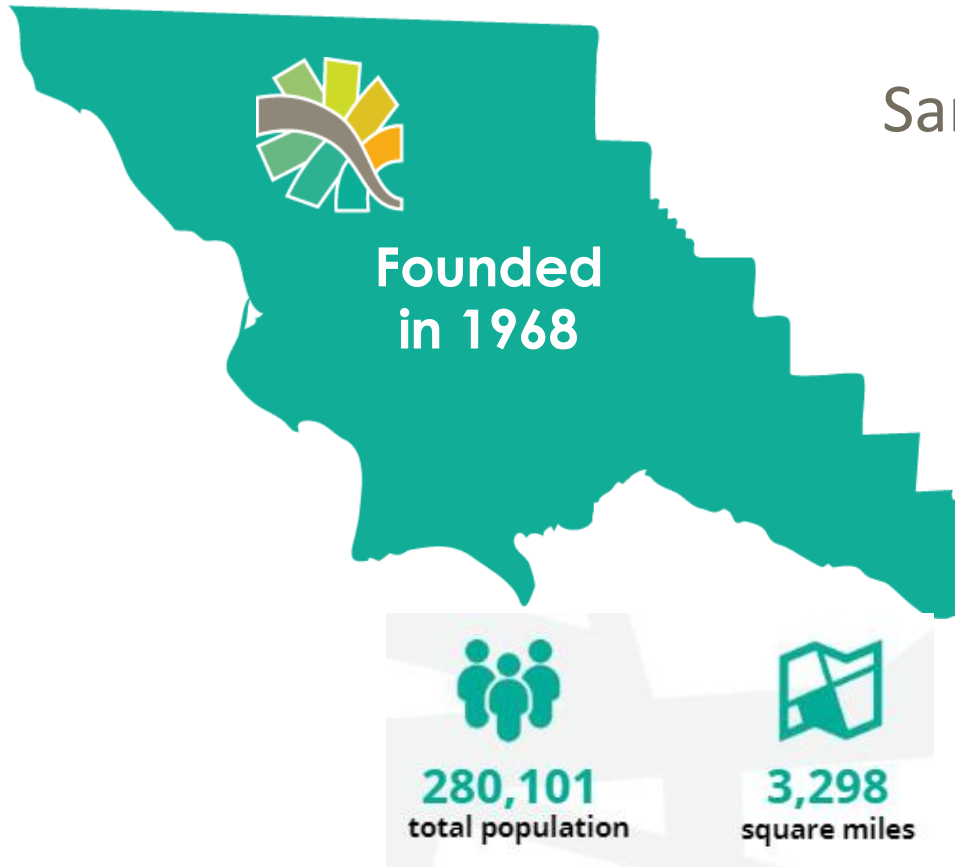 Founded
in 1968
280,101
total population
3,298
square miles